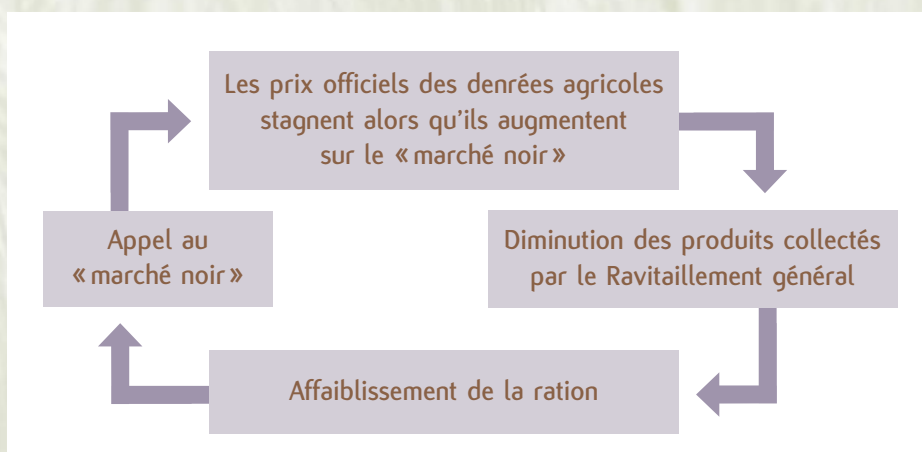 Les prix officiels des denrées agricoles
stagnent alors qu'ils augmentent
sur le « marché noir »
Diminution des produits collectés
par le Ravitaillement général
Affaiblissement de la ration
Appel au
« marché noir »